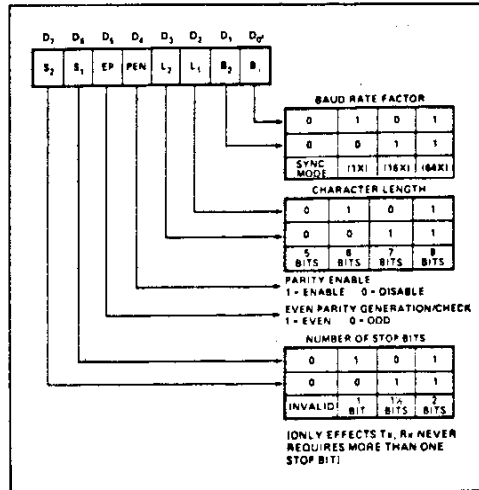 D7 D6 D5 D4 D3 D2 D1 D0
S2 S1 EP PEN L2 L1 B2 B1
BAUD RATE FACTOR
0 1 0 1
0 0 1 1
SYNC MODE (1X) (16X) (64X)
CHARACTER LENGTH
0 1 0 1
0 0 1 1
5 BITS 6 BITS 7 BITS 8 BITS
PARITY ENABLE
1 = ENABLE 0 = DISABLE
EVEN PARITY GENERATION/CHECK
1 = EVEN 0 = ODD
NUMBER OF STOP BITS
0 1 0 1
0 0 1 1
INVALID 1 BIT 1½ BITS 2 BITS
(ONLY EFFECTS Tx, Rx NEVER
REQUIRES MORE THAN ONE
STOP BIT)